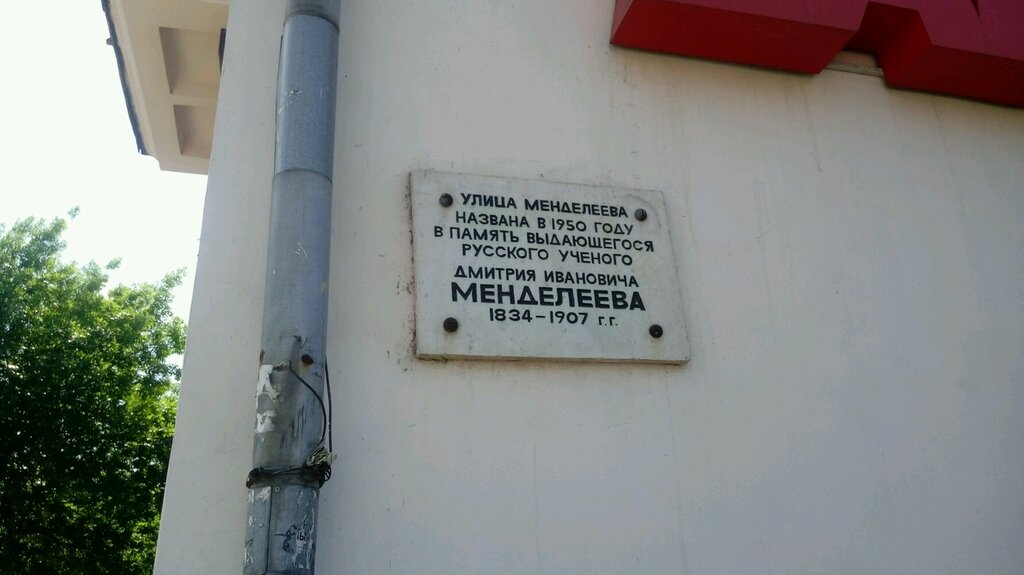 УЛИЦА МЕНДЕЛЕЕВА
НАЗВАНА В 1950 ГОДУ
В ПАМЯТЬ ВЫДАЮЩЕГОСЯ
РУССКОГО УЧЕНОГО
ДМИТРИЯ ИВАНОВИЧА
МЕНДЕЛЕЕВА
1834-1907 г.г.